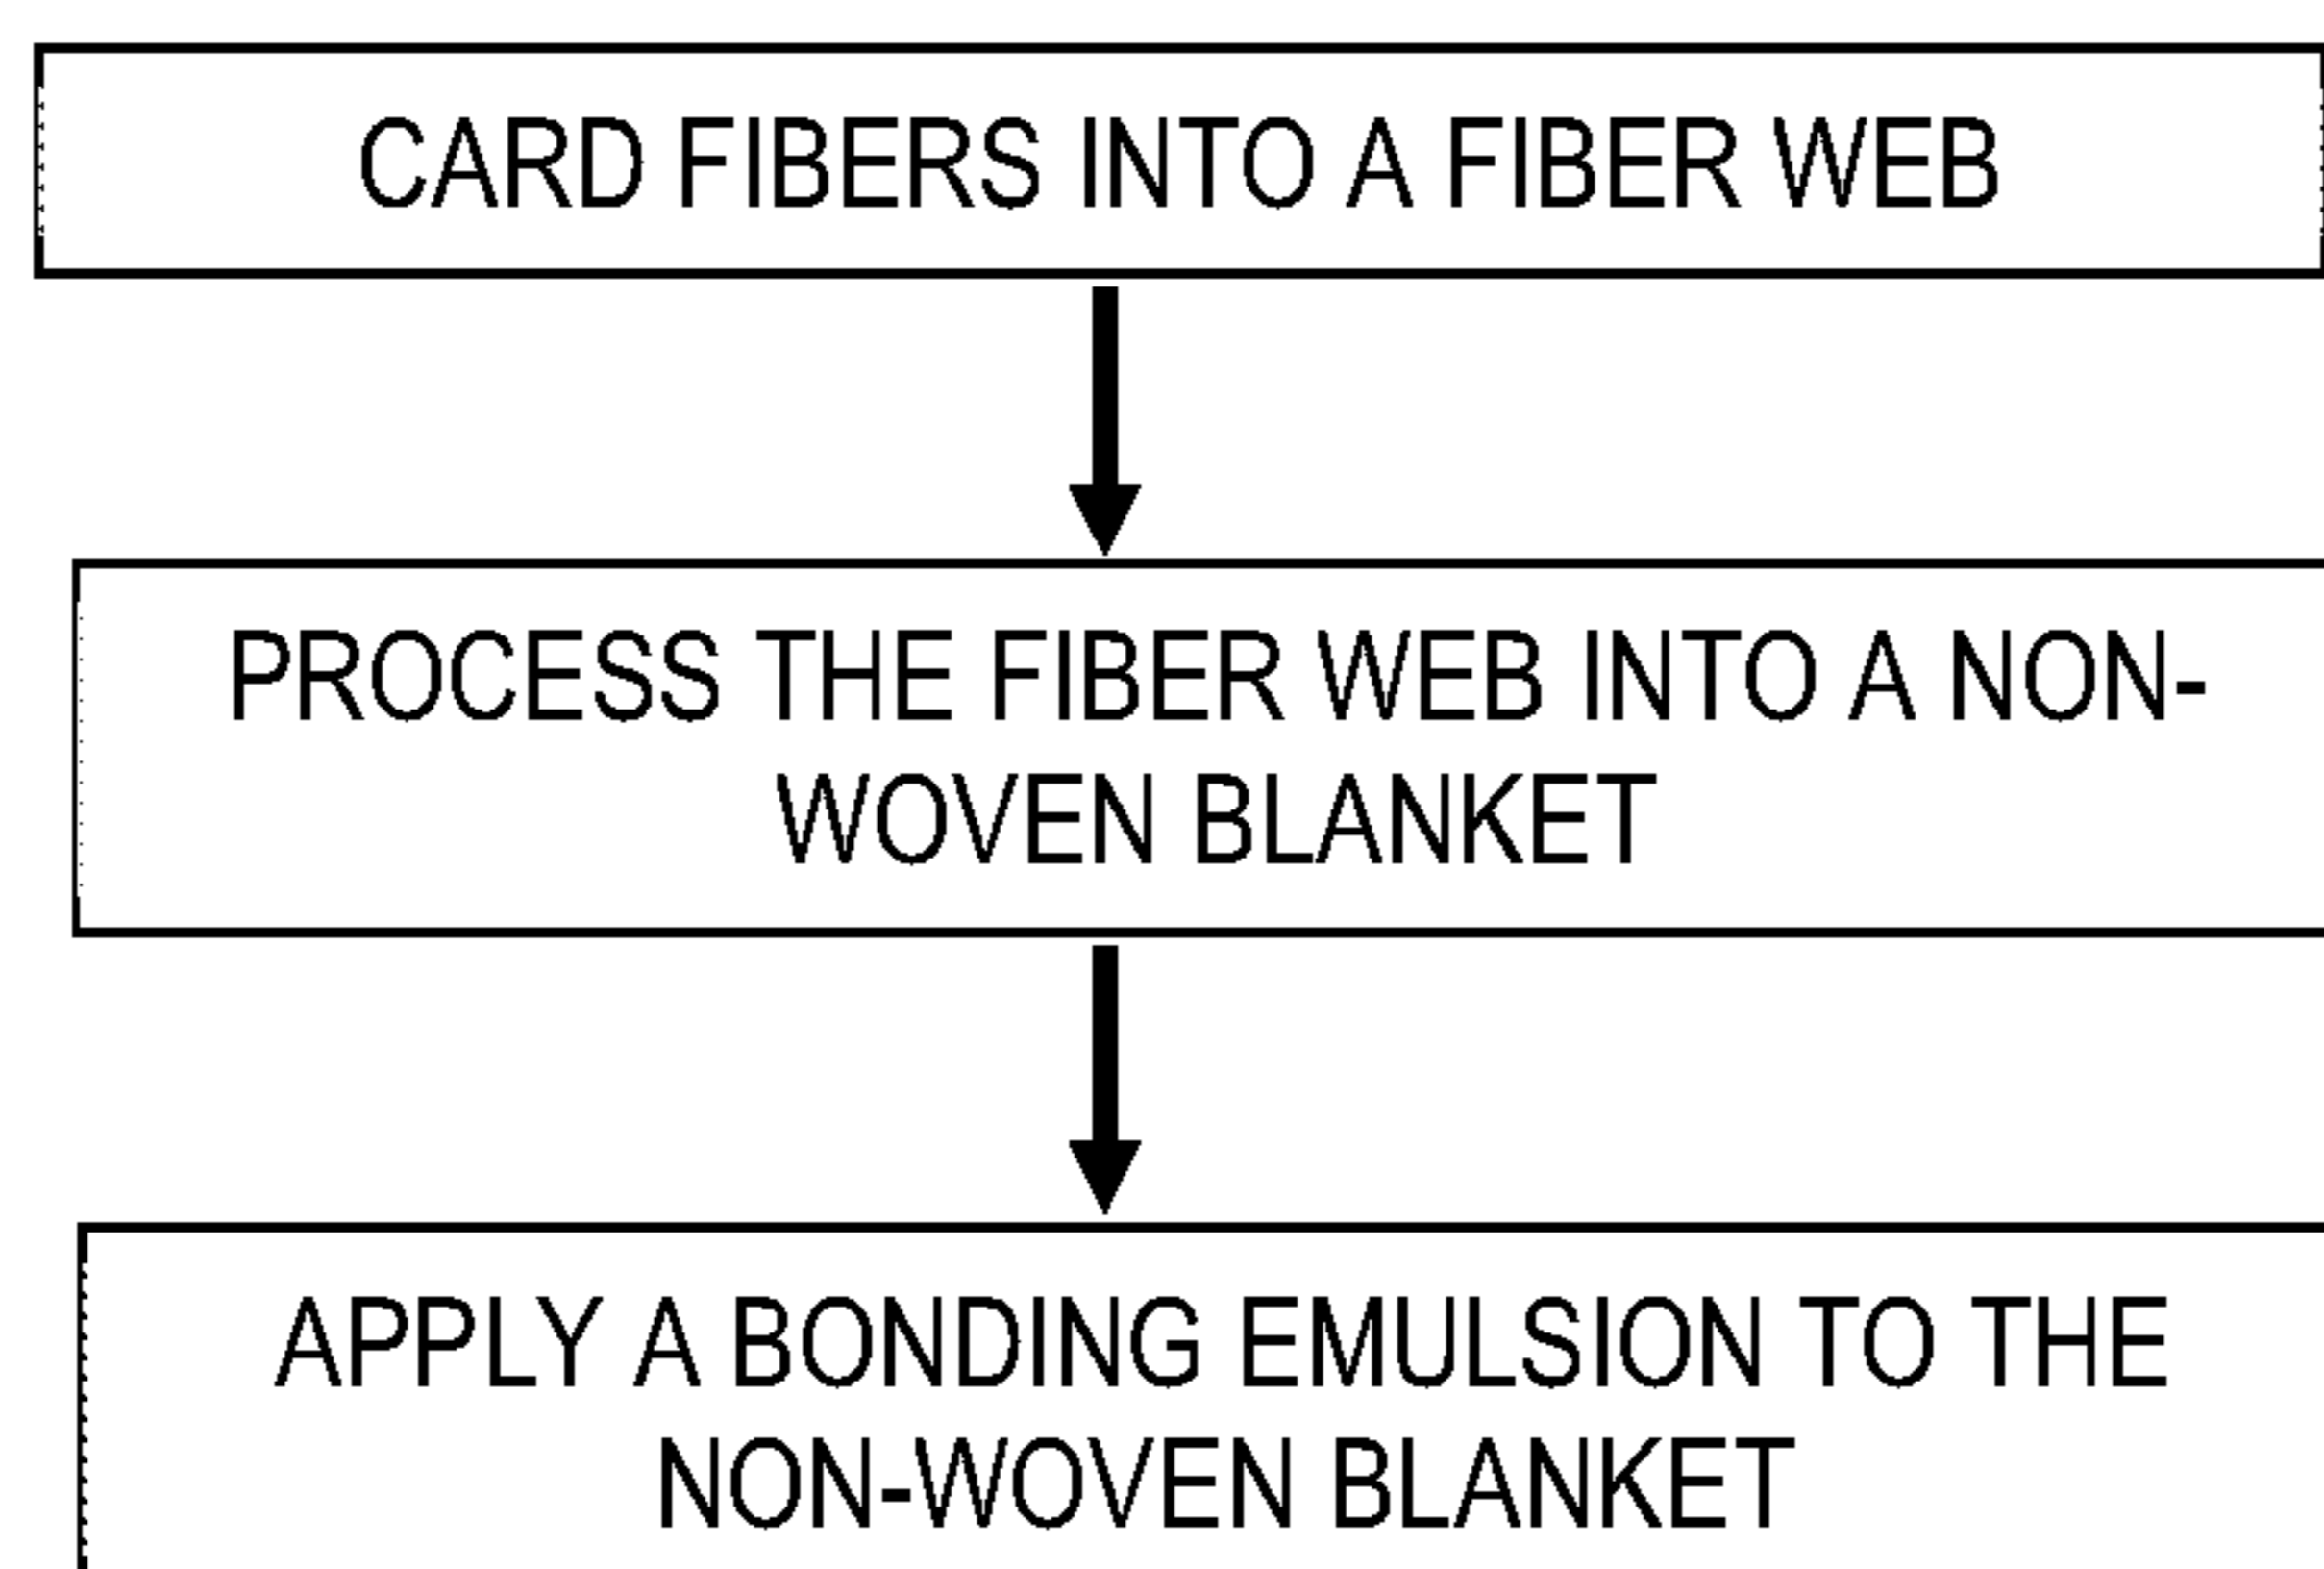 CARD FIBERS INTO A FIBER WEB
PROCESS THE FIBER WEB INTO A NON-
WOVEN BLANKET
APPLY A BONDING EMULSION TO THE
NON-WOVEN BLANKET